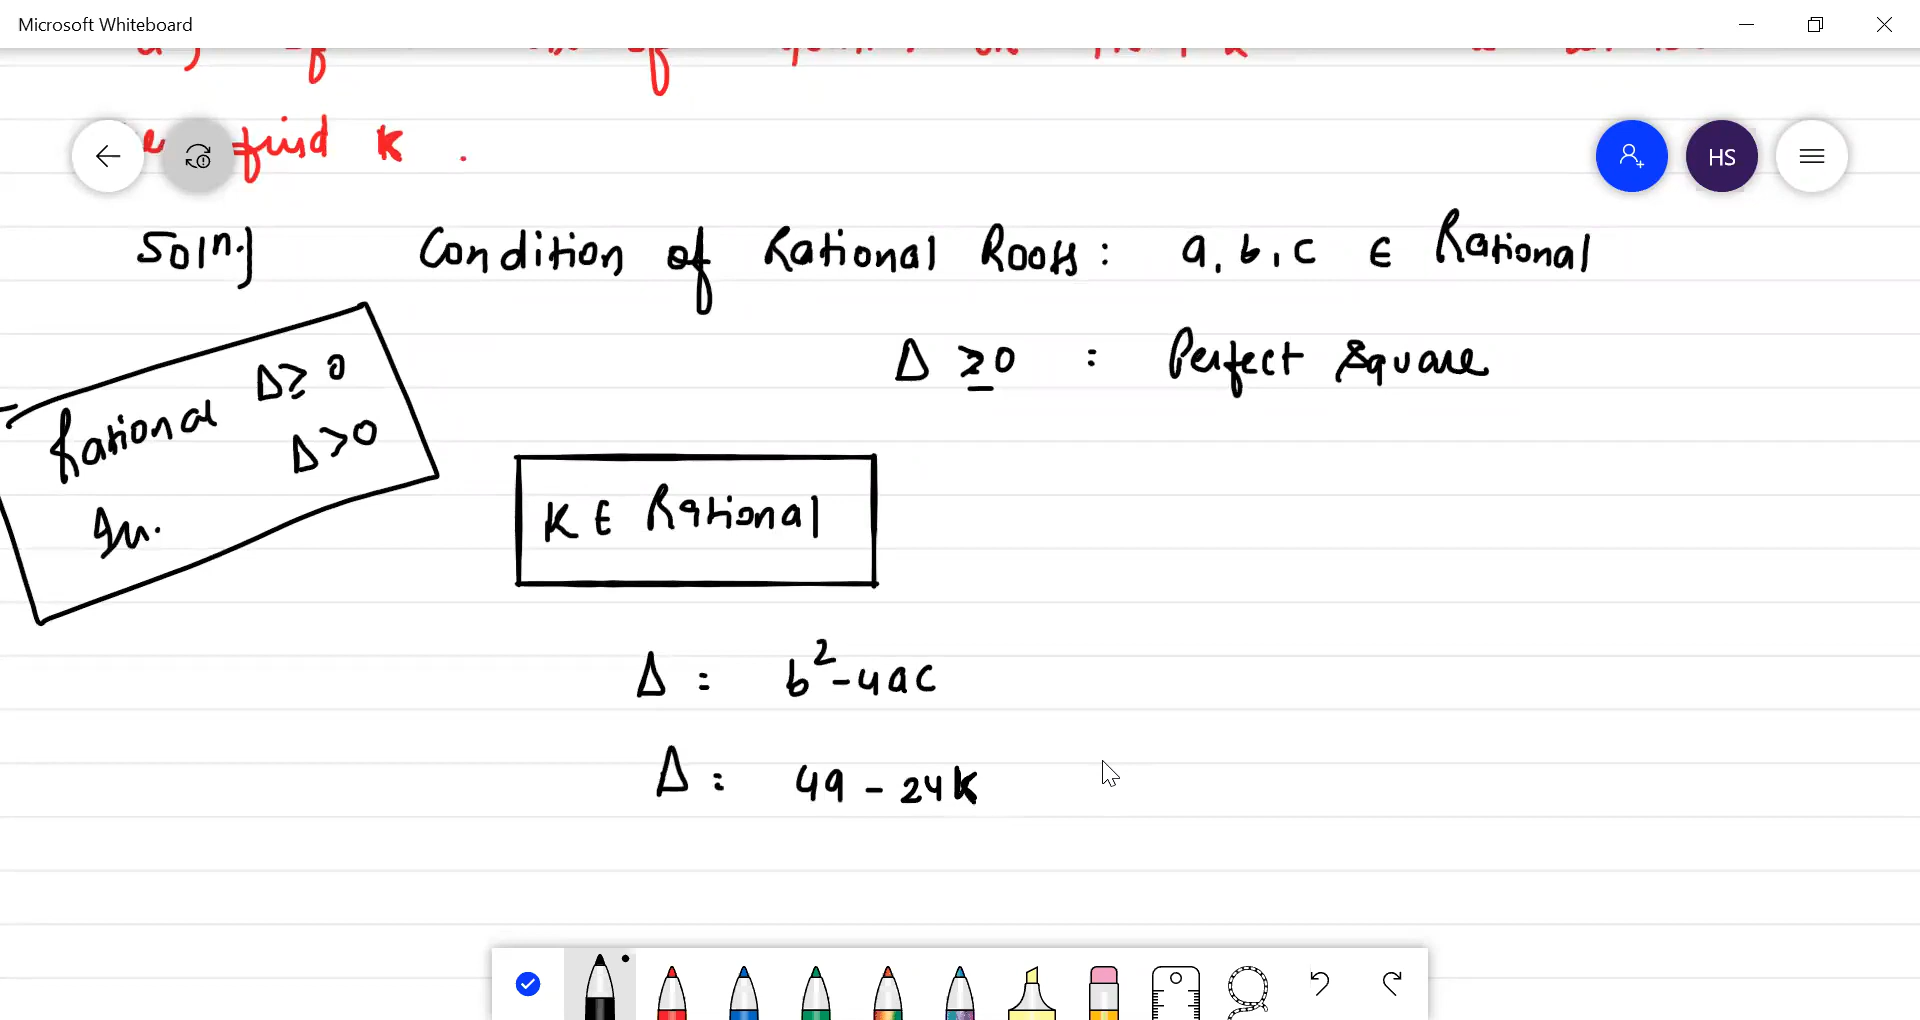 Microsoft Whiteboard
find K .
HS
Soln.] Condition of Rational Roots : a, b, c ∈ Rational
Δ ≥ 0 : Perfect Square
Rational Δ ≥ 0
Δ > 0
K ∈ Rational
Δ = b²-4ac
Δ = 49 - 24K